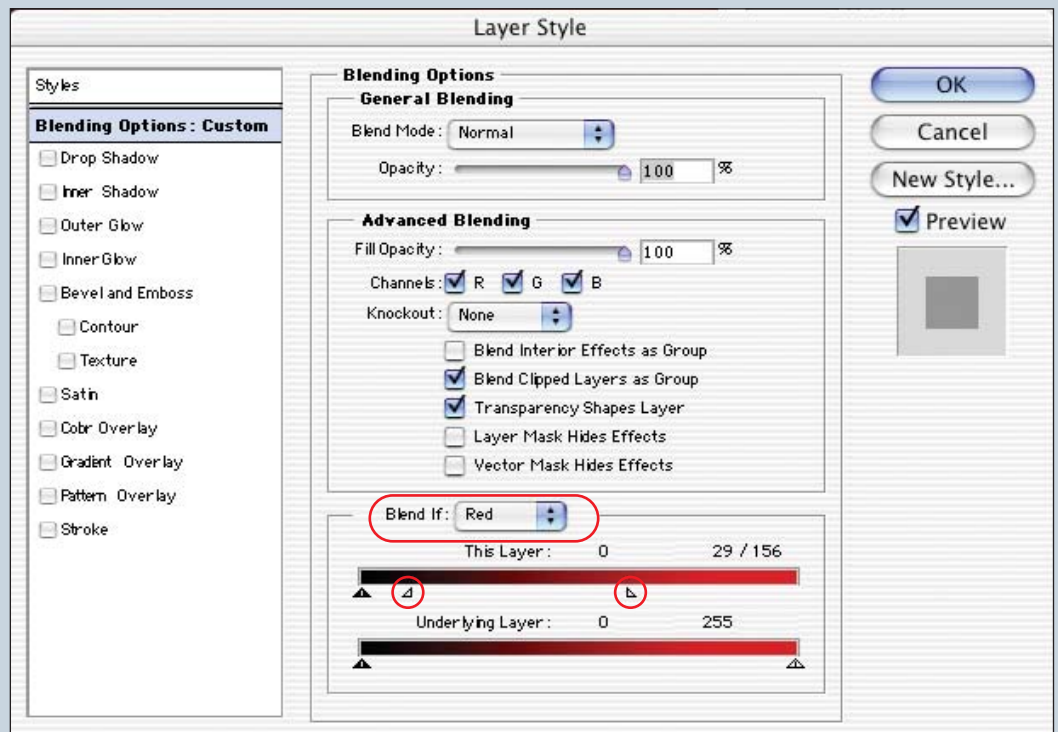 Layer Style
Styles
Blending Options: Custom
Drop Shadow
Inner Shadow
Outer Glow
Inner Glow
Bevel and Emboss
Contour
Texture
Satin
Color Overlay
Gradient Overlay
Pattern Overlay
Stroke
Blending Options
General Blending
Blend Mode: Normal
Opacity: 100 %
Advanced Blending
Fill Opacity: 100 %
Channels: R G B
Knockout: None
Blend Interior Effects as Group
Blend Clipped Layers as Group
Transparency Shapes Layer
Layer Mask Hides Effects
Vector Mask Hides Effects
Blend If: Red
This Layer: 0 29 / 156
Underlying Layer: 0 255
OK
Cancel
New Style...
Preview